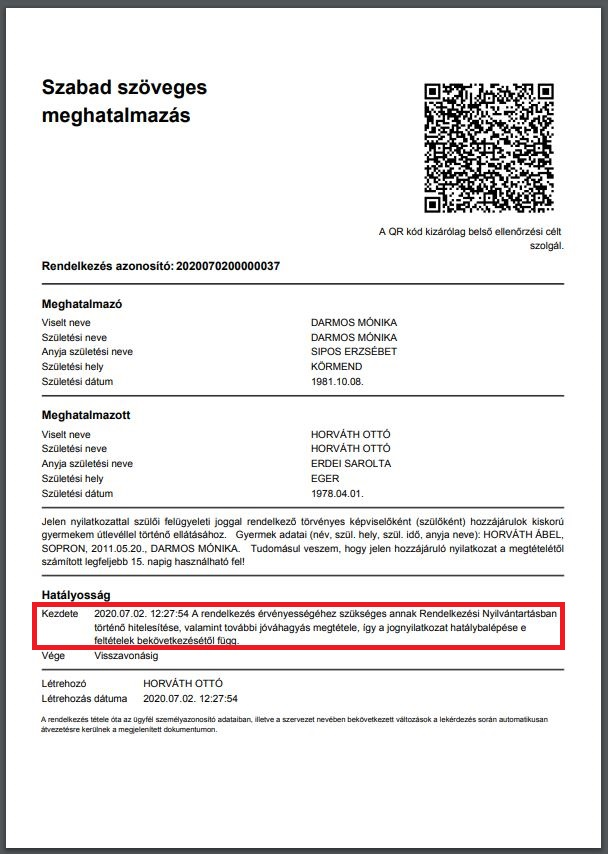 Szabad szöveges
meghatalmazás
A QR kód kizárólag belső ellenőrzési célt
szolgál.
Rendelkezés azonosító: 2020070200000037
Meghatalmazó
Viselt neve DARMOS MÓNIKA
Születési neve DARMOS MÓNIKA
Anyja születési neve SIPOS ERZSÉBET
Születési hely KÖRMEND
Születési dátum 1981.10.08.
Meghatalmazott
Viselt neve HORVÁTH OTTÓ
Születési neve HORVÁTH OTTÓ
Anyja születési neve ERDEI SAROLTA
Születési hely EGER
Születési dátum 1978.04.01.
Jelen nyilatkozattal szülői felügyeleti joggal rendelkező törvényes képviselőként (szülőként) hozzájárulok kiskorú
gyermekem útlevéllel történő ellátásához. Gyermek adatai (név, szül. hely, szül. idő, anyja neve): HORVÁTH ÁBEL,
SOPRON, 2011.05.20., DARMOS MÓNIKA. Tudomásul veszem, hogy jelen hozzájáruló nyilatkozat a megtételétől
számított legfeljebb 15. napig használható fel!
Hatályosság
Kezdete 2020.07.02. 12:27:54 A rendelkezés érvényességéhez szükséges annak Rendelkezési Nyilvántartásban
történő hitelesítése, valamint további jóváhagyás megtétele, így a jognyilatkozat hatálybalépése e
feltételek bekövetkezésétől függ.
Vége Visszavonásig
Létrehozó HORVÁTH OTTÓ
Létrehozás dátuma 2020.07.02. 12:27:54
A rendelkezés tétele óta az ügyfél személyazonosító adataiban, illetve a szervezet nevében bekövetkezett változások a lekérdezés során automatikusan
átvezetésre kerülnek a megjelenített dokumentumon.